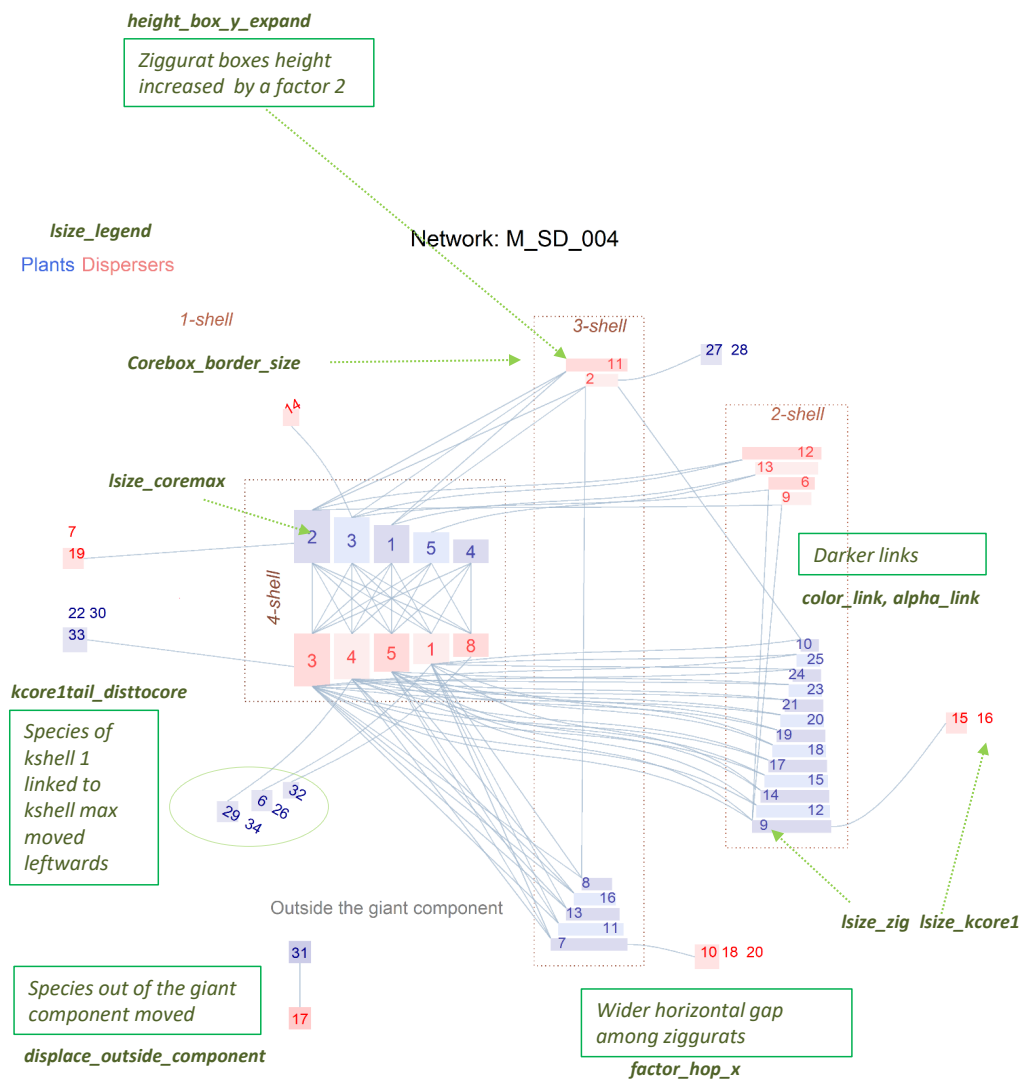 height_box_y_expand
Ziggurat boxes height
increased by a factor 2
lsize_legend
Network: M_SD_004
Plants Dispersers
1-shell
3-shell
Corebox_border_size
11
2
27 28
14
2-shell
12
13
6
9
lsize_coremax
7
19
2 3 1 5 4
4-shell
Darker links
color_link, alpha_link
22 30
33
3 4 5 1 8
10
25
24
23
21
20
19
18
17
15
14
12
9
15 16
kcore1tail_disttocore
Species of
kshell 1
linked to
kshell max
moved
leftwards
32
6
26
29
34
8
16
13
11
7
10 18 20
lsize_zig lsize_kcore1
Outside the giant component
31
17
Species out of the giant
component moved
displace_outside_component
Wider horizontal gap
among ziggurats
factor_hop_x